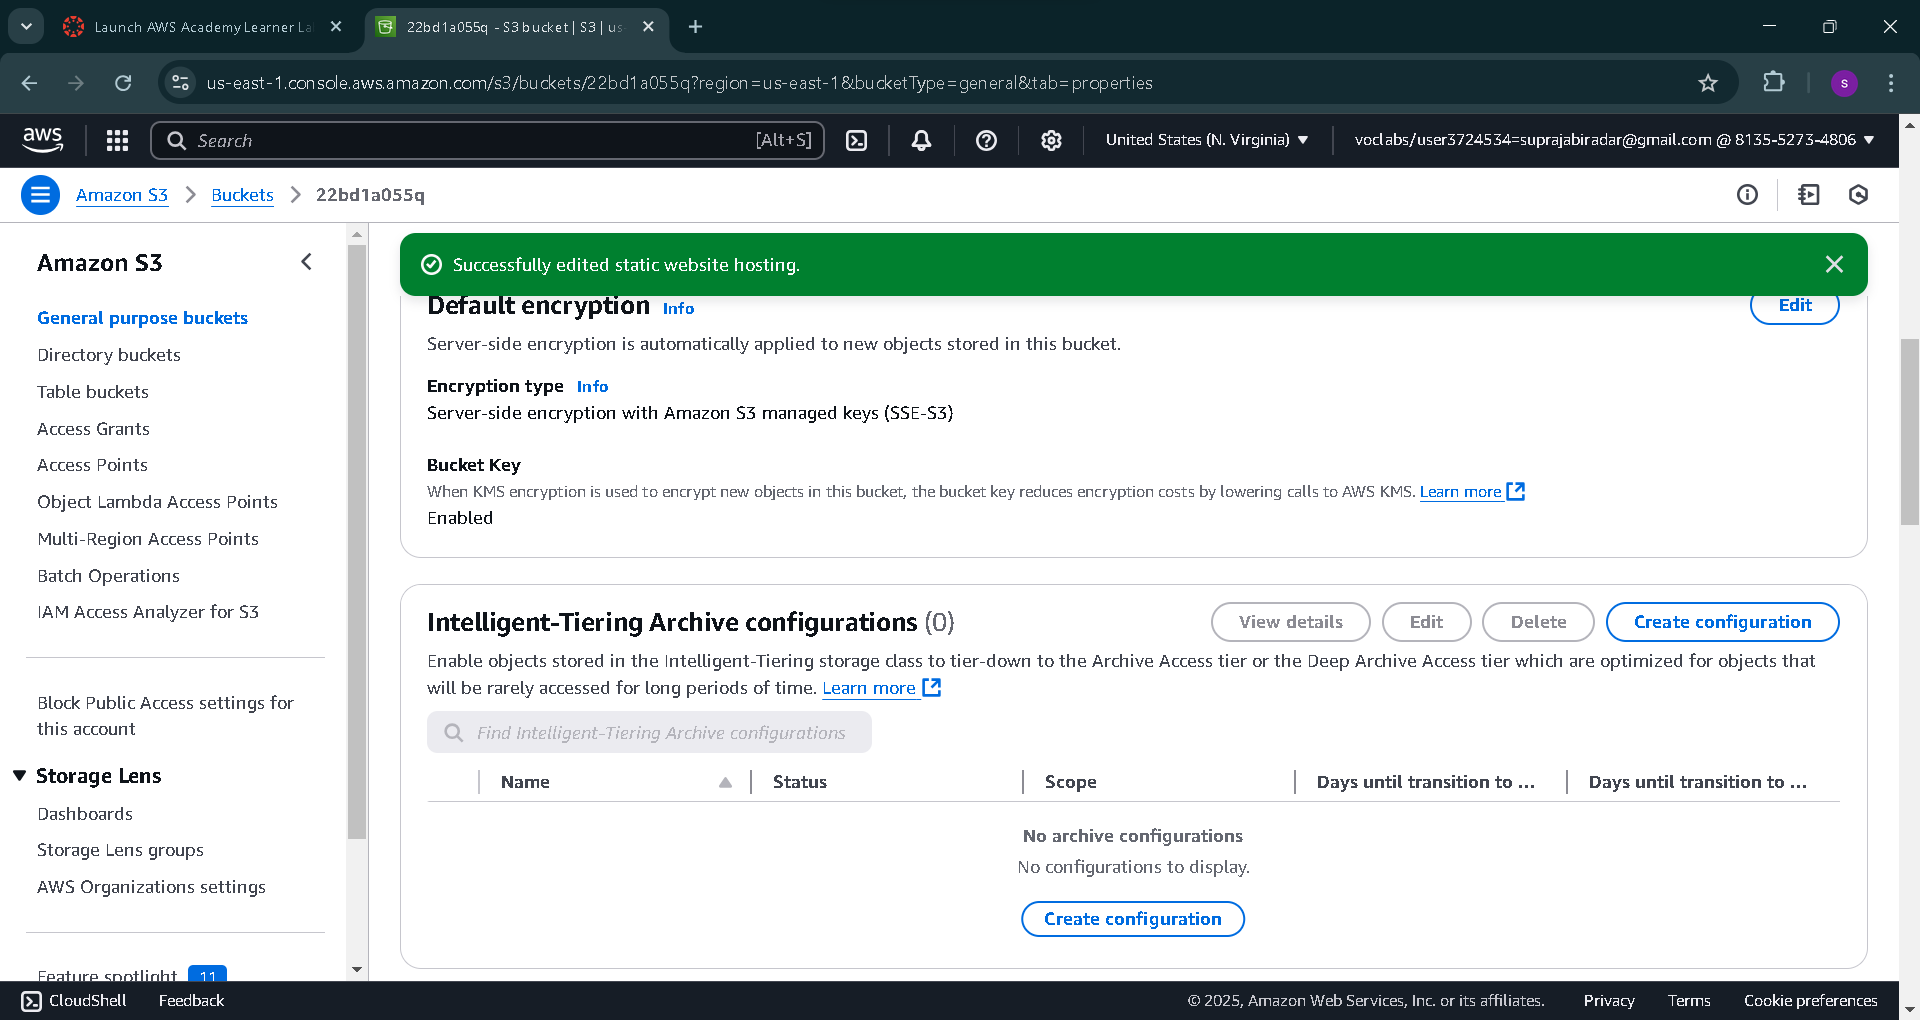 Launch AWS Academy Learner La
22bd1a055q - S3 bucket | S3 | us-
us-east-1.console.aws.amazon.com/s3/buckets/22bd1a055q?region=us-east-1&bucketType=general&tab=properties
s
aws
Search
[Alt+S]
United States (N. Virginia)
voclabs/user3724534=suprajabiradar@gmail.com @ 8135-5273-4806
Amazon S3
Buckets
22bd1a055q
Amazon S3
General purpose buckets
Directory buckets
Table buckets
Access Grants
Access Points
Object Lambda Access Points
Multi-Region Access Points
Batch Operations
IAM Access Analyzer for S3
Block Public Access settings for
this account
Storage Lens
Dashboards
Storage Lens groups
AWS Organizations settings
Feature spotlight 11
Successfully edited static website hosting.
Default encryption Info
Edit
Server-side encryption is automatically applied to new objects stored in this bucket.
Encryption type Info
Server-side encryption with Amazon S3 managed keys (SSE-S3)
Bucket Key
When KMS encryption is used to encrypt new objects in this bucket, the bucket key reduces encryption costs by lowering calls to AWS KMS. Learn more
Enabled
Intelligent-Tiering Archive configurations (0)
View details
Edit
Delete
Create configuration
Enable objects stored in the Intelligent-Tiering storage class to tier-down to the Archive Access tier or the Deep Archive Access tier which are optimized for objects that
will be rarely accessed for long periods of time. Learn more
Find Intelligent-Tiering Archive configurations
Name
Status
Scope
Days until transition to ...
Days until transition to ...
No archive configurations
No configurations to display.
Create configuration
CloudShell
Feedback
© 2025, Amazon Web Services, Inc. or its affiliates.
Privacy
Terms
Cookie preferences